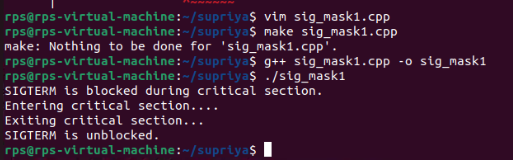 rps@rps-virtual-machine:~/supriya$ vim sig_mask1.cpp
rps@rps-virtual-machine:~/supriya$ make sig_mask1.cpp
make: Nothing to be done for 'sig_mask1.cpp'.
rps@rps-virtual-machine:~/supriya$ g++ sig_mask1.cpp -o sig_mask1
rps@rps-virtual-machine:~/supriya$ ./sig_mask1
SIGTERM is blocked during critical section.
Entering critical section....
Exiting critical section...
SIGTERM is unblocked.
rps@rps-virtual-machine:~/supriya$